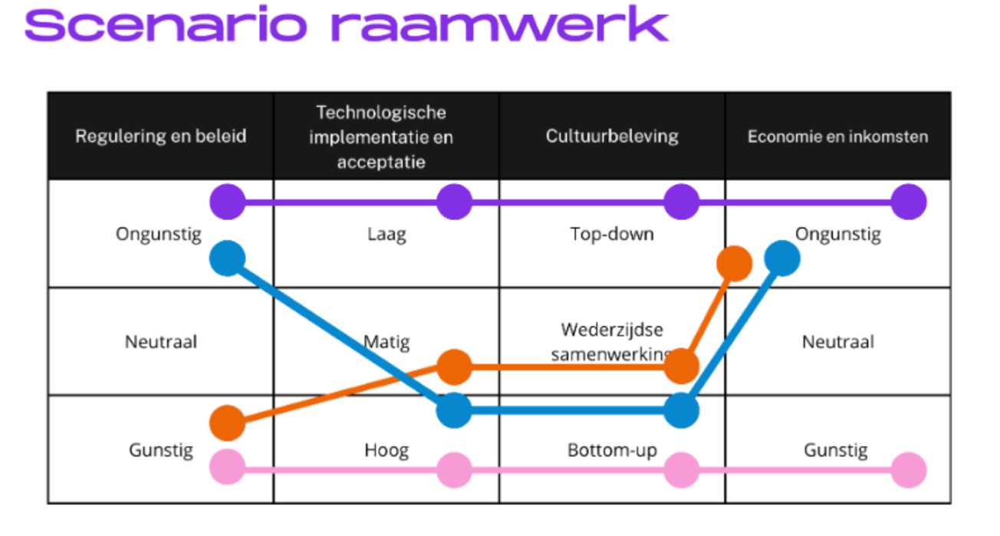 Scenario raamwerk
Regulering en beleid
Technologische
implementatie en
acceptatie
Cultuurbeleving
Economie en inkomsten
Ongunstig
Laag
Top-down
Ongunstig
Neutraal
Matig
Wederzijdse
samenwerking
Neutraal
Gunstig
Hoog
Bottom-up
Gunstig